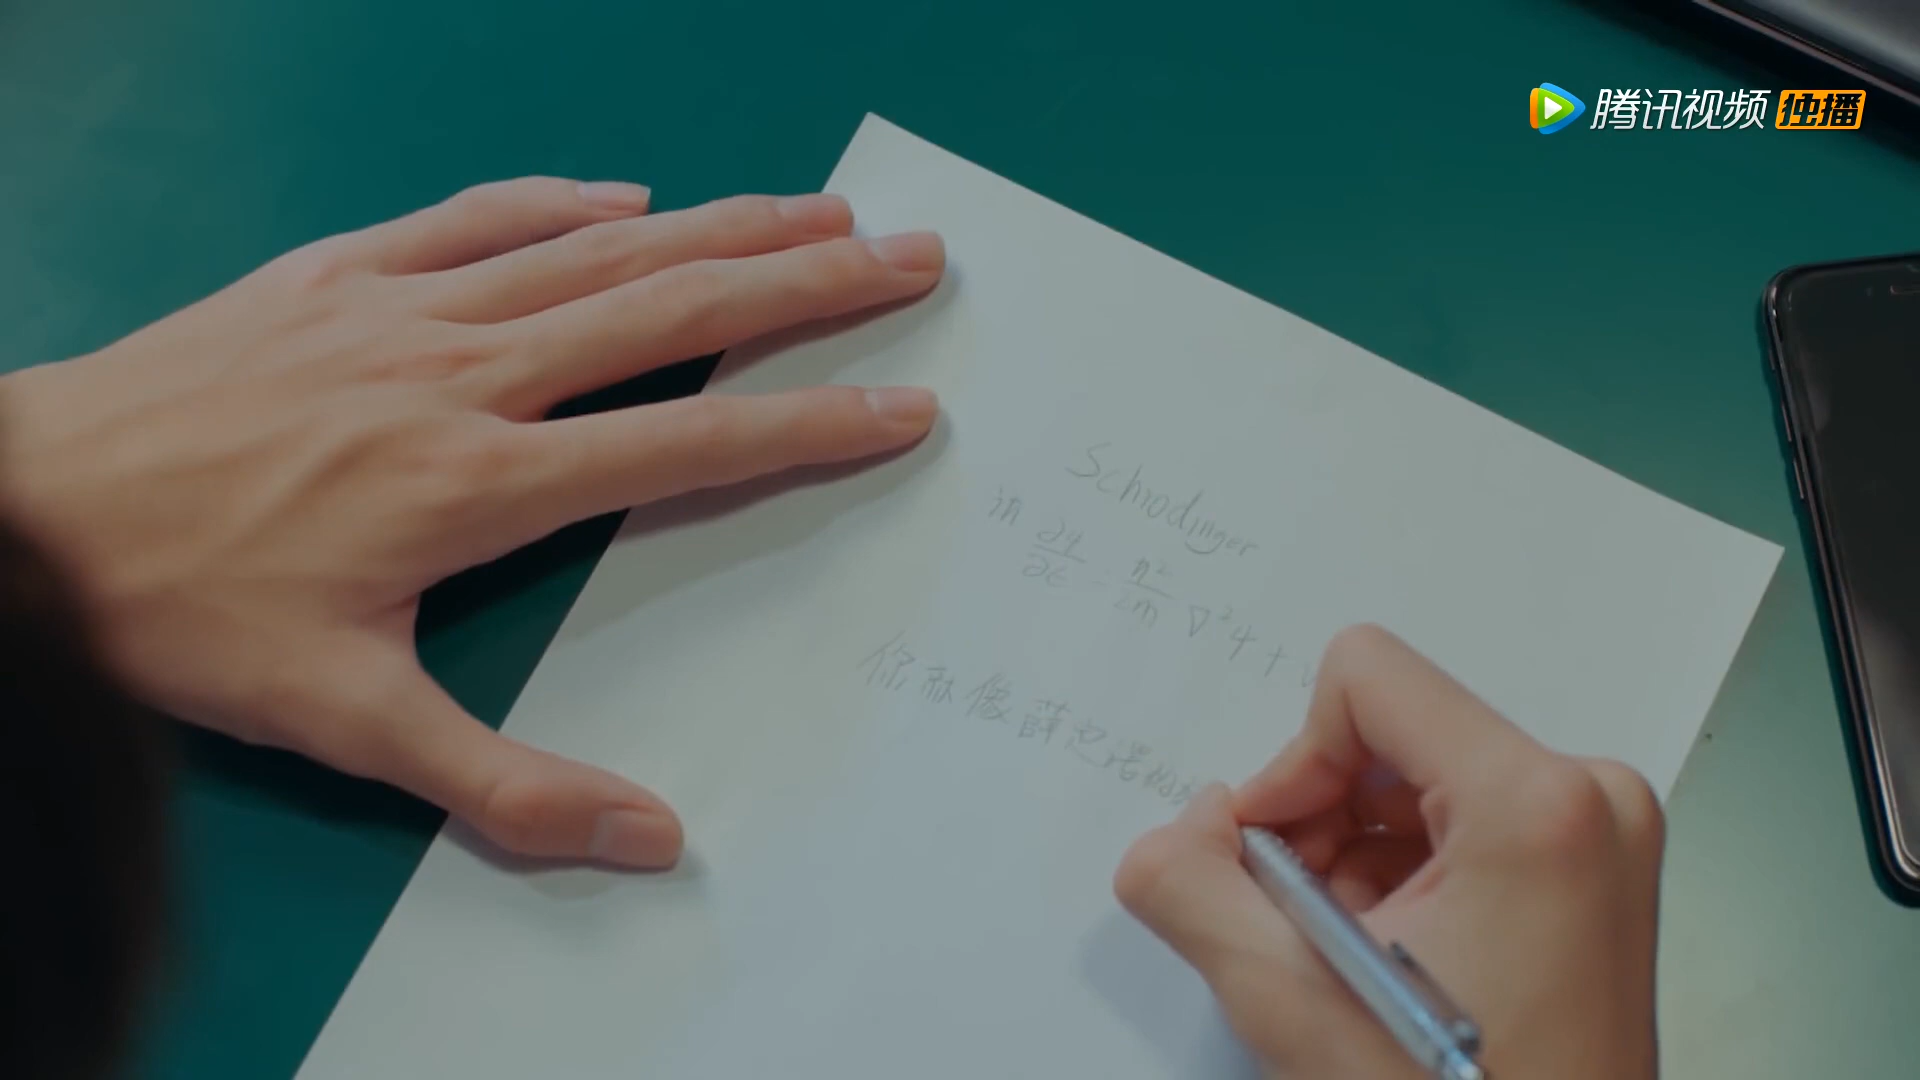 腾讯视频 独播
Schrodinger
iħ ∂ψ/∂t = ħ²/2m ∇²ψ +
你就像薛定谔的